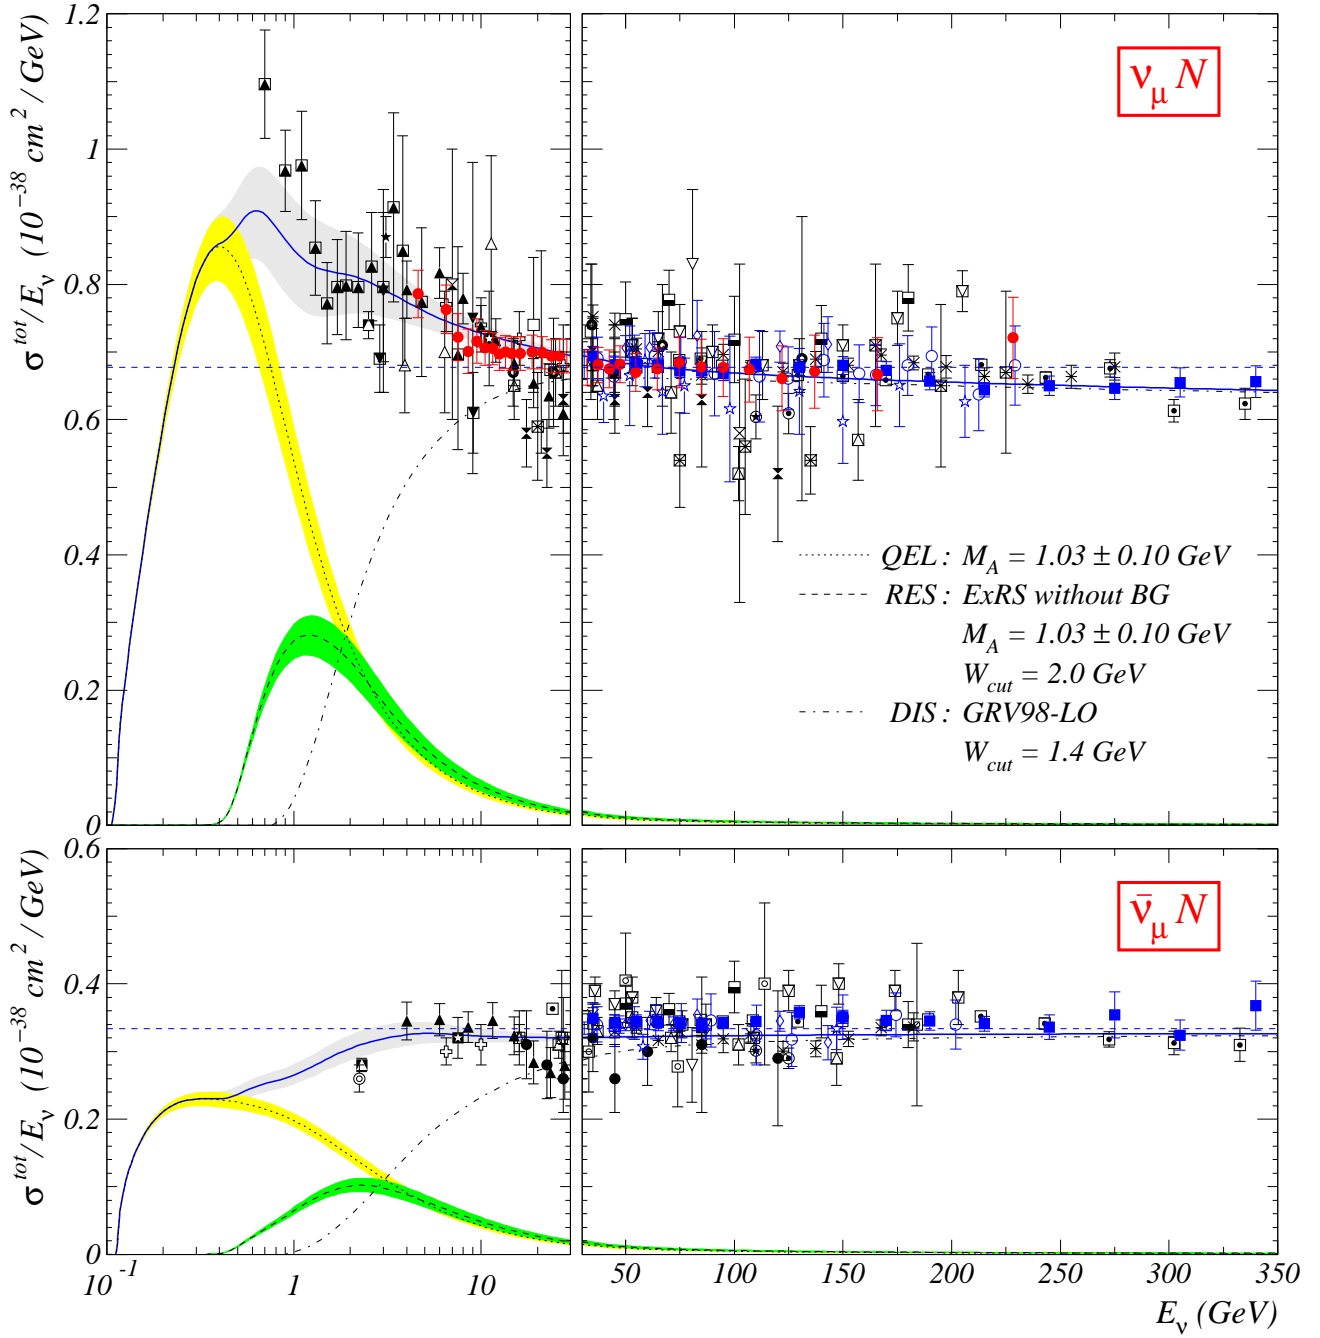 σ^tot/E_ν (10^−38 cm^2 / GeV)
1.2
1
0.8
0.6
0.4
0.2
0
ν_μ N
QEL : M_A = 1.03 ± 0.10 GeV
RES : ExRS without BG
M_A = 1.03 ± 0.10 GeV
W_cut = 2.0 GeV
DIS : GRV98-LO
W_cut = 1.4 GeV
σ^tot/E_ν (10^−38 cm^2 / GeV)
0.6
0.4
0.2
0
ν̄_μ N
10^-1 1 10 50 100 150 200 250 300 350
E_ν (GeV)